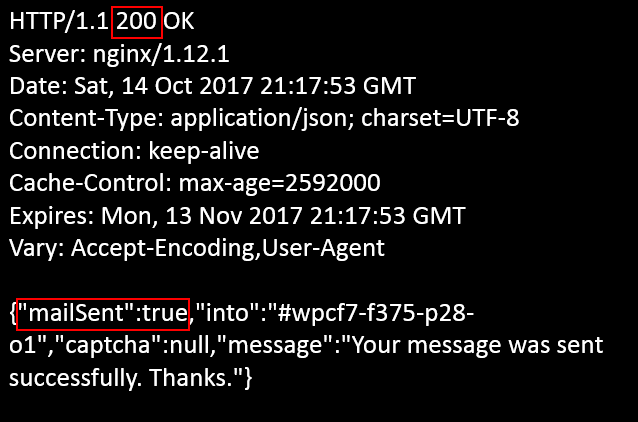 HTTP/1.1 200 OK
Server: nginx/1.12.1
Date: Sat, 14 Oct 2017 21:17:53 GMT
Content-Type: application/json; charset=UTF-8
Connection: keep-alive
Cache-Control: max-age=2592000
Expires: Mon, 13 Nov 2017 21:17:53 GMT
Vary: Accept-Encoding,User-Agent
{"mailSent":true,"into":"#wpcf7-f375-p28-
o1","captcha":null,"message":"Your message was sent
successfully. Thanks."}